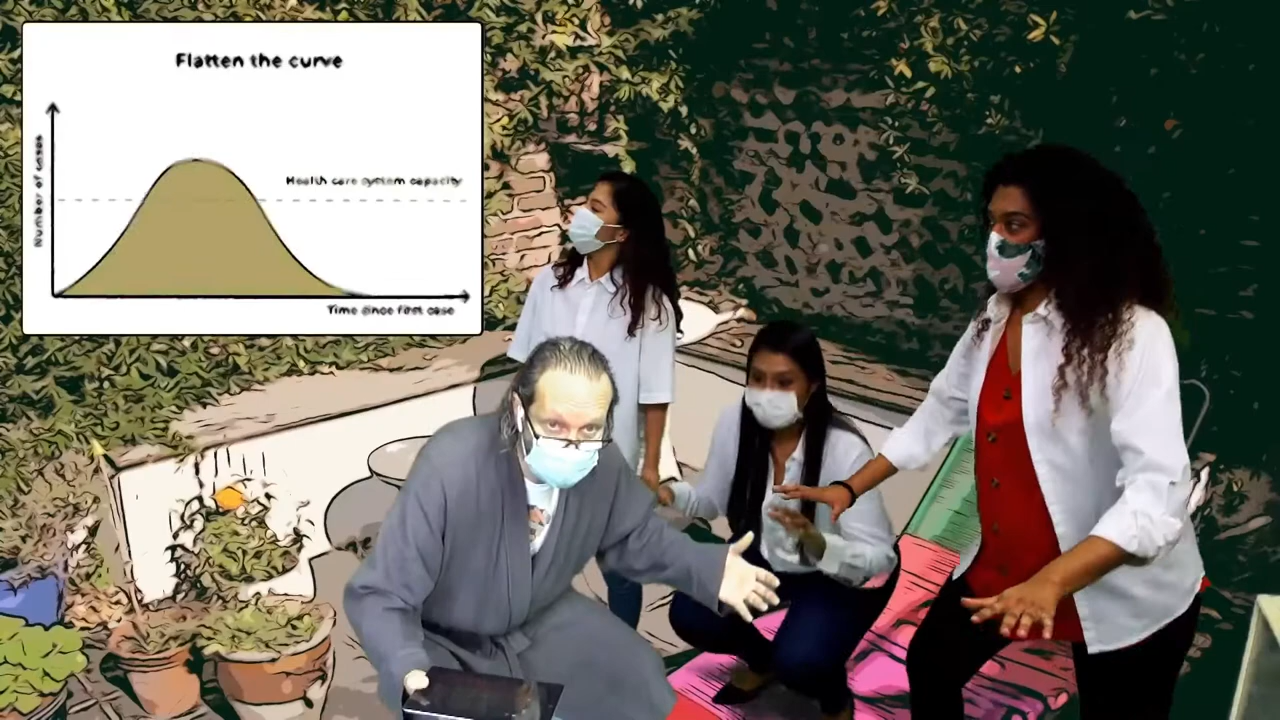 Flatten the curve
Number of cases
Health care system capacity
Time since first case